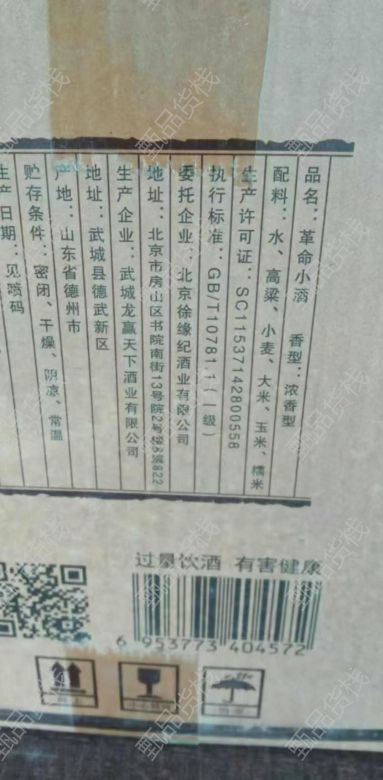 品名：革命小酒 香型：浓香型
配料：水、高粱、小麦、大米、玉米、糯米
生产许可证：SC11537142800558
执行标准：GB/T10781.1（一级）
委托企业：北京徐缘纪酒业有限公司
地址：北京市房山区书院南街13号院2号楼8层822
生产企业：武城龙赢天下酒业有限公司
地址：武城县德武新区
产地：山东省德州市
贮存条件：密闭、干燥、阴凉、常温
生产日期：见喷码
过量饮酒 有害健康
6 953773 404572
甄品货栈